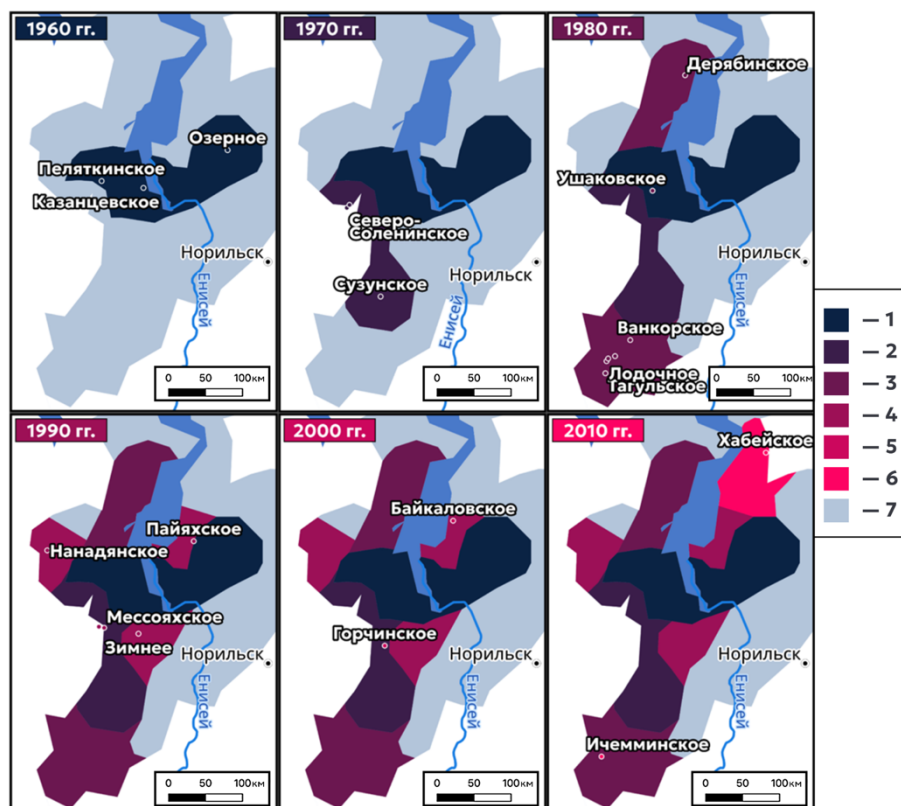 1960 гг.
Озерное
Пеляткинское
Казанцевское
Норильск
Енисей
0 50 100км
1970 гг.
Северо-
Соленинское
Сузунское
Норильск
Енисей
0 50 100км
1980 гг.
Дерябинское
Ушаковское
Норильск
Енисей
Ванкорское
Лодочное
Тагульское
0 50 100км
1990 гг.
Пайяхское
Нанадянское
Мессояхское
Зимнее
Норильск
Енисей
0 50 100км
2000 гг.
Байкаловское
Горчинское
Норильск
Енисей
0 50 100км
2010 гг.
Хабейское
Норильск
Енисей
Ичемминское
0 50 100км
— 1
— 2
— 3
— 4
— 5
— 6
— 7